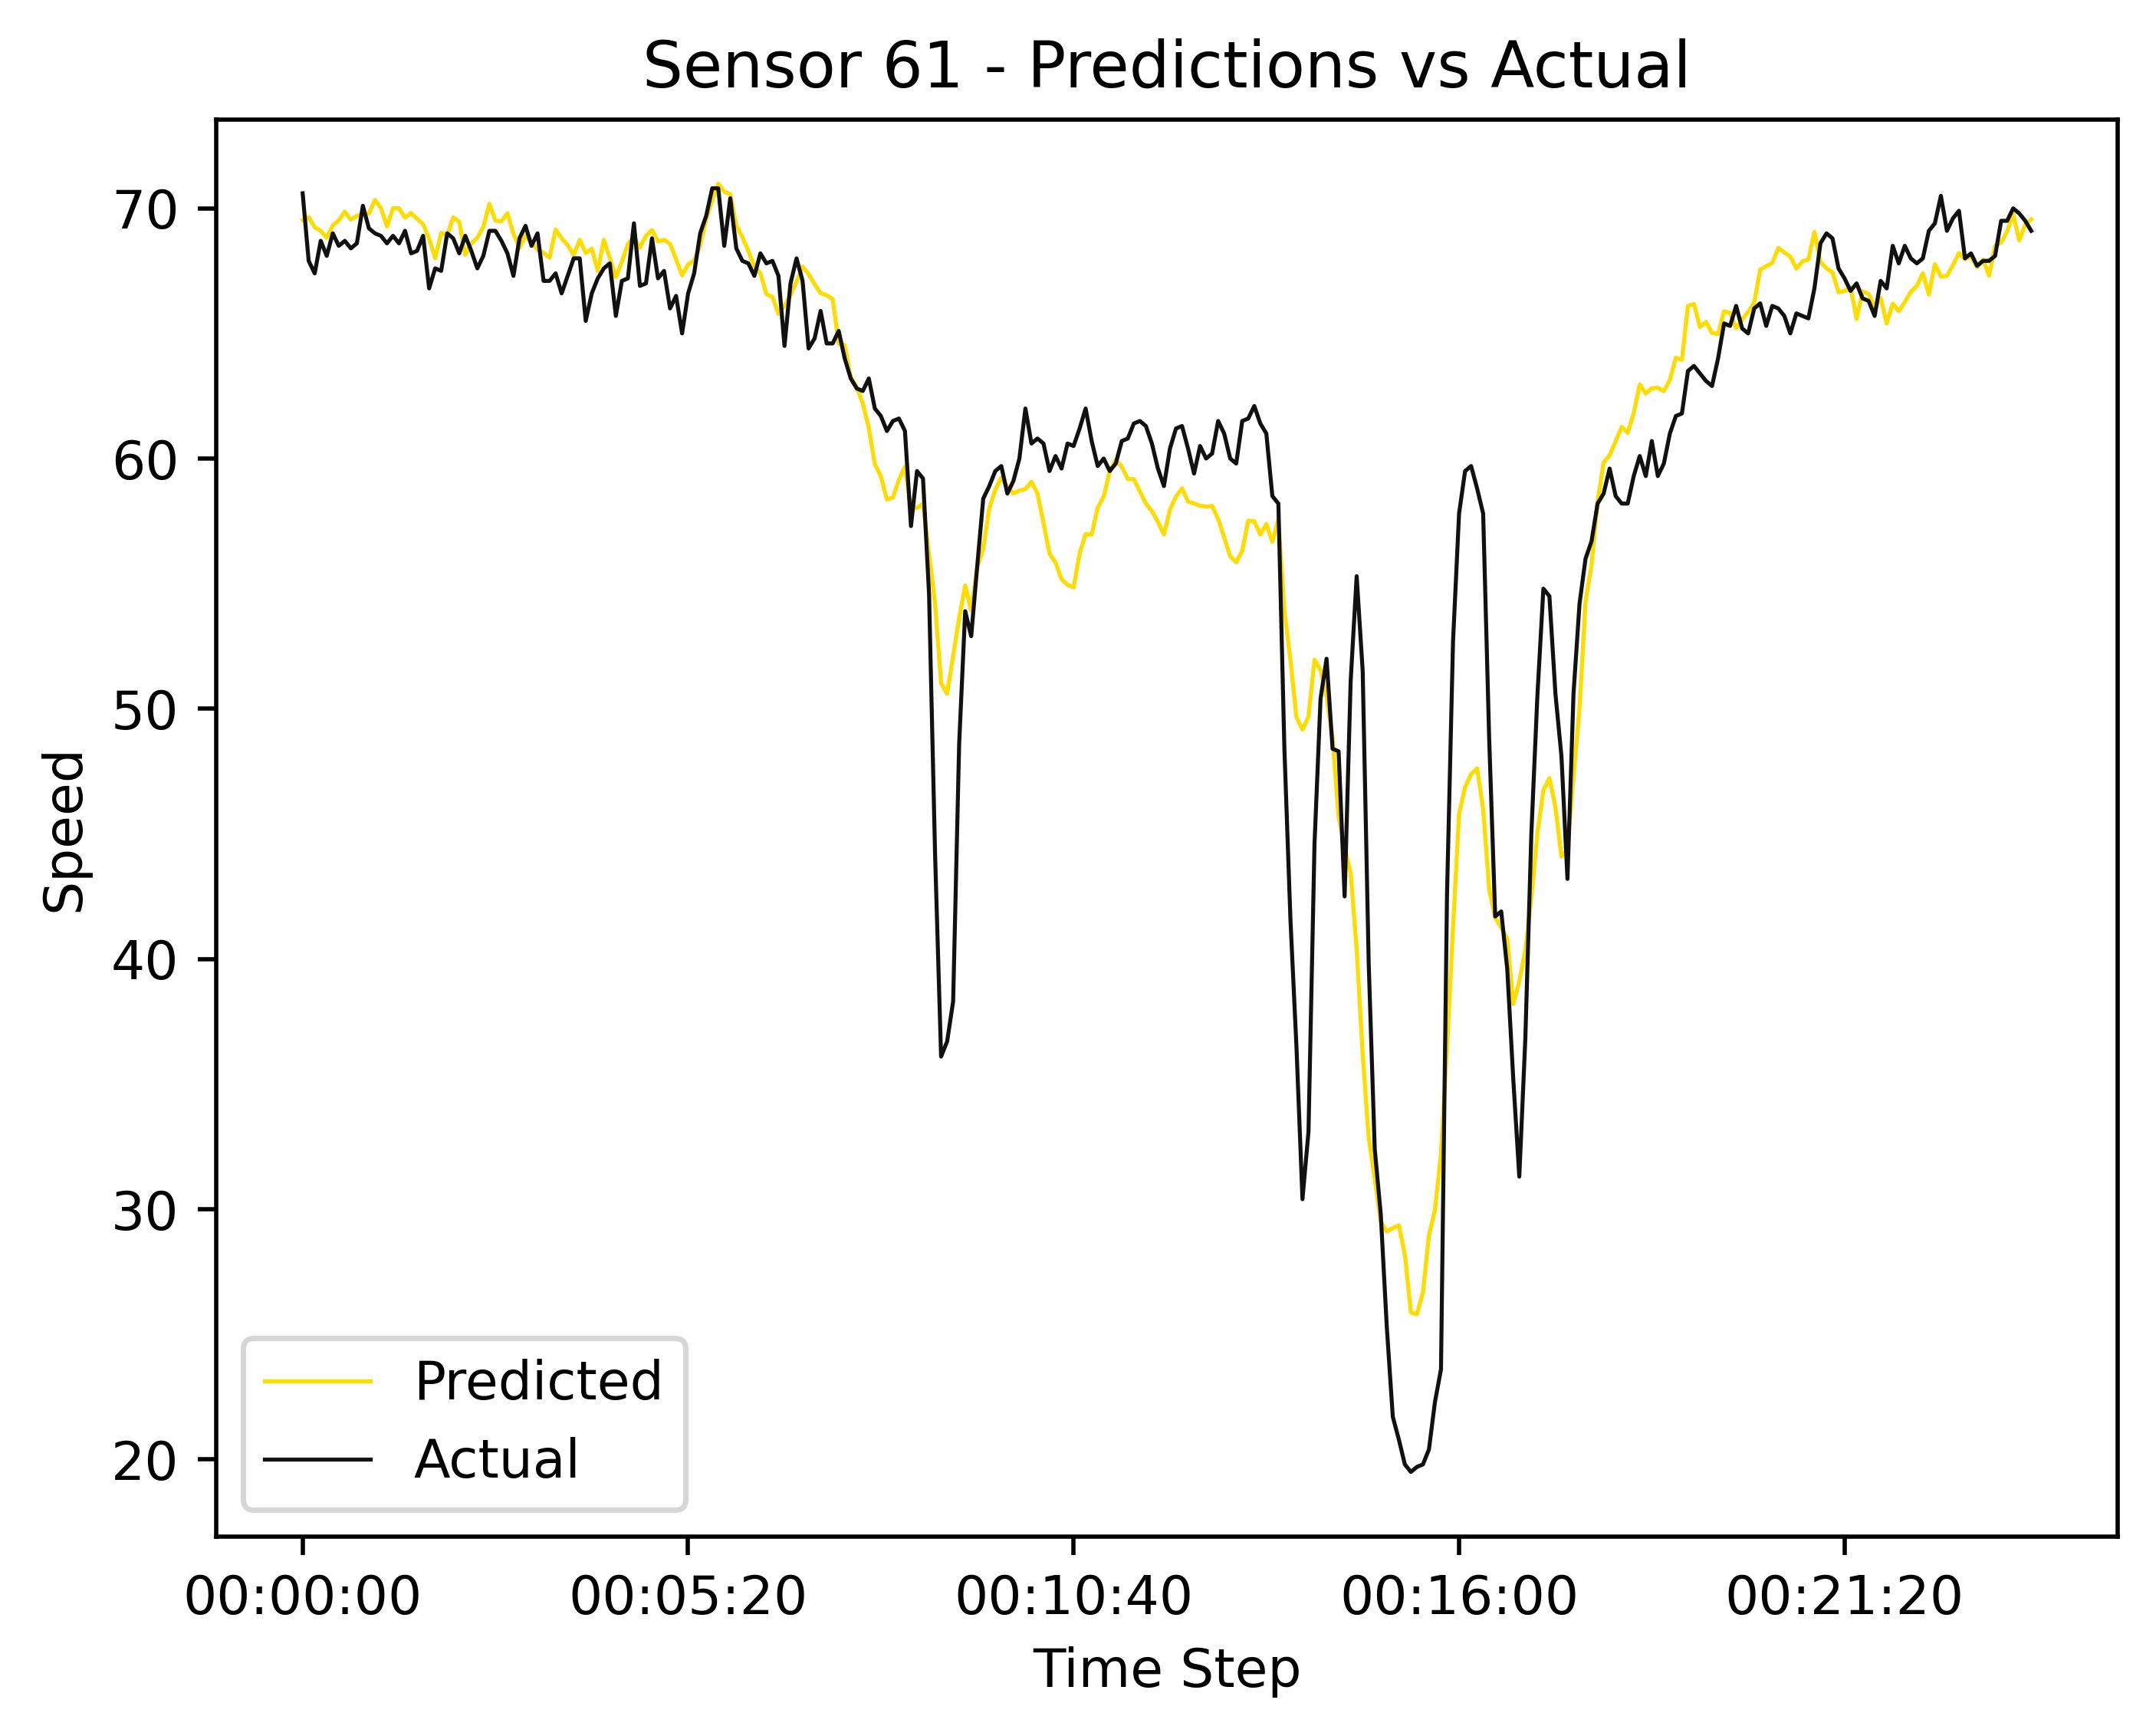 Sensor 61 - Predictions vs Actual
70
60
50
40
30
20
Speed
Predicted
Actual
00:00:00
00:05:20
00:10:40
00:16:00
00:21:20
Time Step